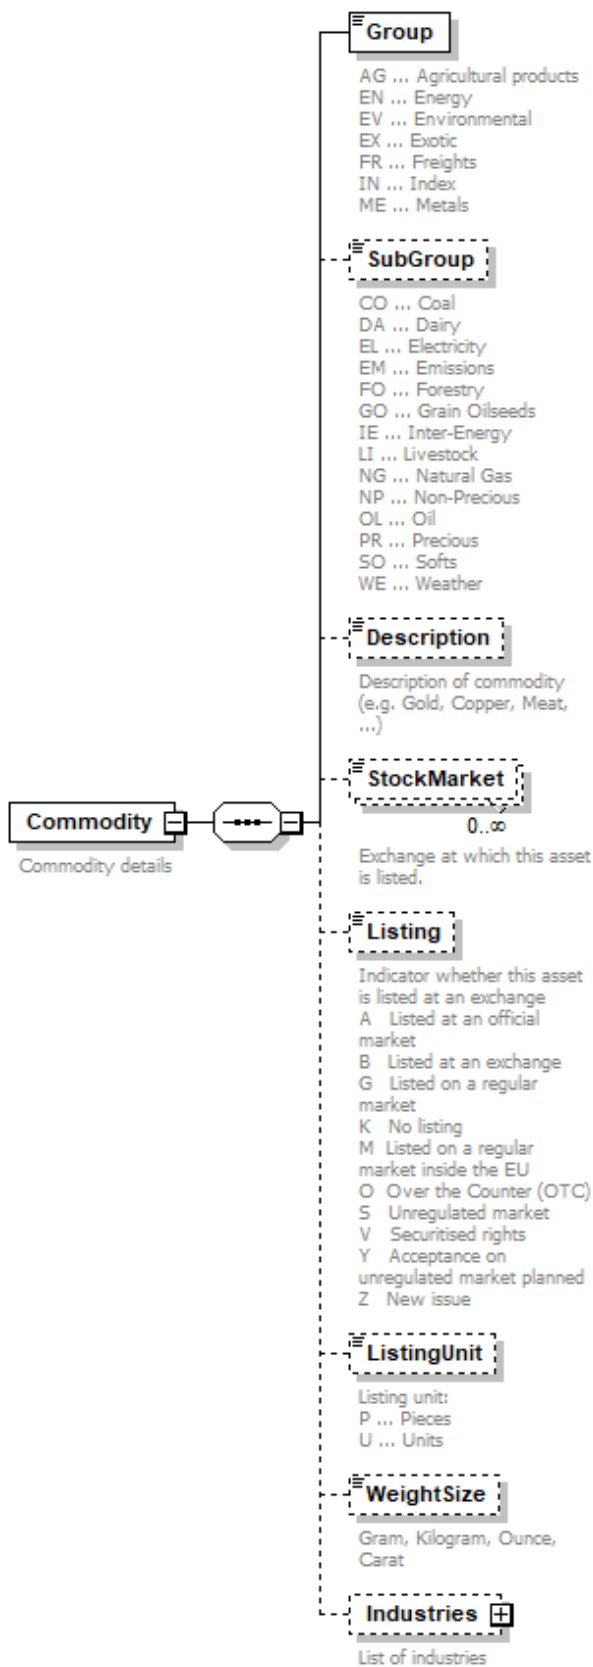 Group
AG ... Agricultural products
EN ... Energy
EV ... Environmental
EX ... Exotic
FR ... Freights
IN ... Index
ME ... Metals
SubGroup
CO ... Coal
DA ... Dairy
EL ... Electricity
EM ... Emissions
FO ... Forestry
GO ... Grain Oilseeds
IE ... Inter-Energy
LI ... Livestock
NG ... Natural Gas
NP ... Non-Precious
OL ... Oil
PR ... Precious
SO ... Softs
WE ... Weather
Description
Description of commodity
(e.g. Gold, Copper, Meat,
...)
StockMarket
0..∞
Exchange at which this asset
is listed.
Commodity
Commodity details
Listing
Indicator whether this asset
is listed at an exchange
A Listed at an official
market
B Listed at an exchange
G Listed on a regular
market
K No listing
M Listed on a regular
market inside the EU
O Over the Counter (OTC)
S Unregulated market
V Securitised rights
Y Acceptance on
unregulated market planned
Z New issue
ListingUnit
Listing unit:
P ... Pieces
U ... Units
WeightSize
Gram, Kilogram, Ounce,
Carat
Industries
List of industries